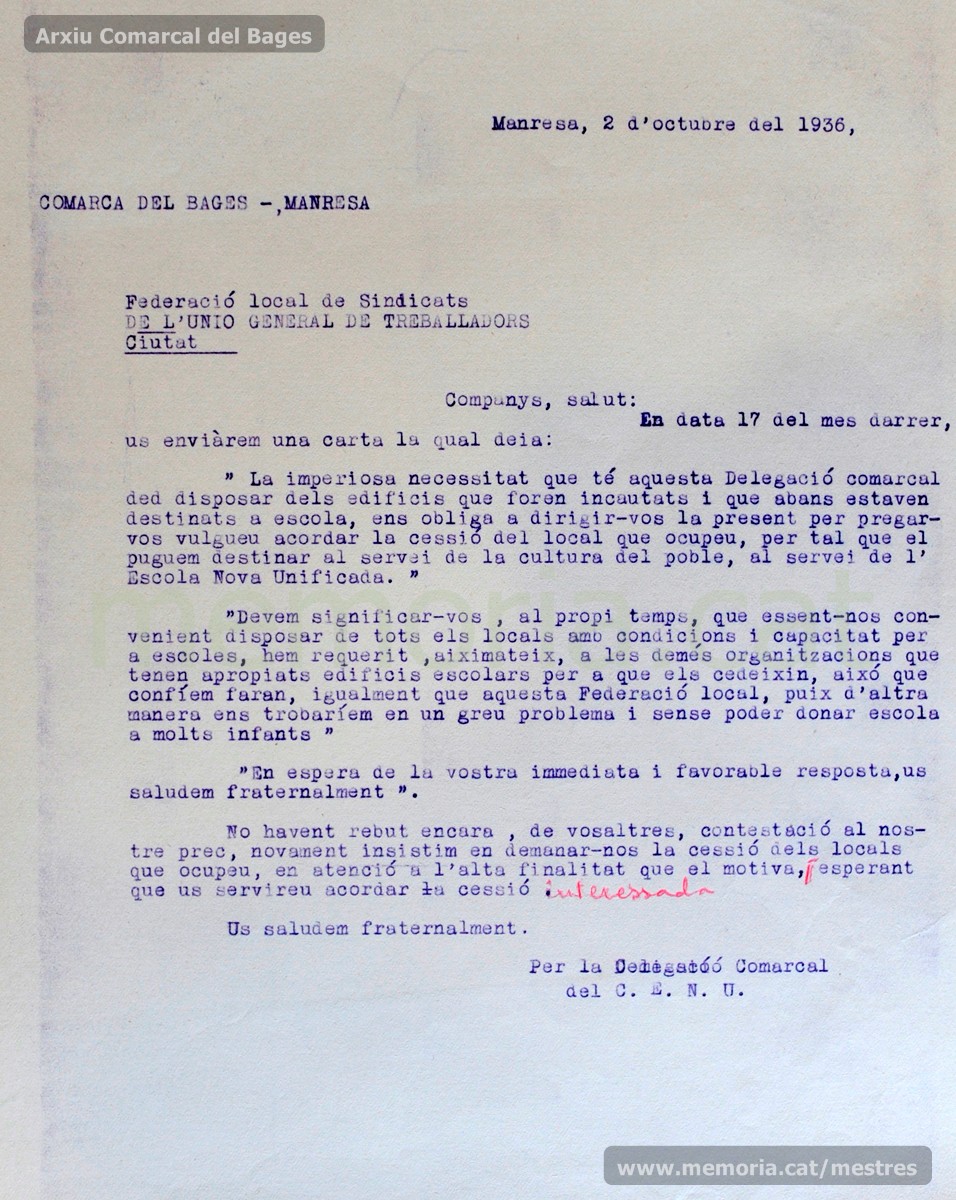 Arxiu Comarcal del Bages
Manresa, 2 d'octubre del 1936,
COMARCA DEL BAGES -,MANRESA
Federació local de Sindicats
DE L'UNIO GENERAL DE TREBALLADORS
Ciutat
Companys, salut:
En data 17 del mes darrer,
us enviàrem una carta la qual deia:
" La imperiosa necessitat que té aquesta Delegació comarcal
ded disposar dels edificis que foren incautats i que abans estaven
destinats a escola, ens obliga a dirigir-vos la present per pregar-
vos vulgueu acordar la cessió del local que ocupeu, per tal que el
puguem destinar al servei de la cultura del poble, al servei de l'
Escola Nova Unificada. "
"Devem significar-vos , al propi temps, que essent-nos con-
venient disposar de tots els locals amb condicions i capacitat per
a escoles, hem requerit ,aiximateix, a les demés organitzacions que
tenen apropiats edificis escolars per a que els cedeixin, això que
confíem faran, igualment que aquesta Federació local, puix d'altra
manera ens trobaríem en un greu problema i sense poder donar escola
a molts infants "
"En espera de la vostra immediata i favorable resposta,us
saludem fraternalment ".
No havent rebut encara , de vosaltres, contestació al nos-
tre prec, novament insistim en demanar-nos la cessió dels locals
que ocupeu, en atenció a l'alta finalitat que el motiva, esperant
que us servireu acordar la cessió interessada
Us saludem fraternalment.
Per la Delegació Comarcal
del C. E. N. U.
memoria.cat
www.memoria.cat/mestres